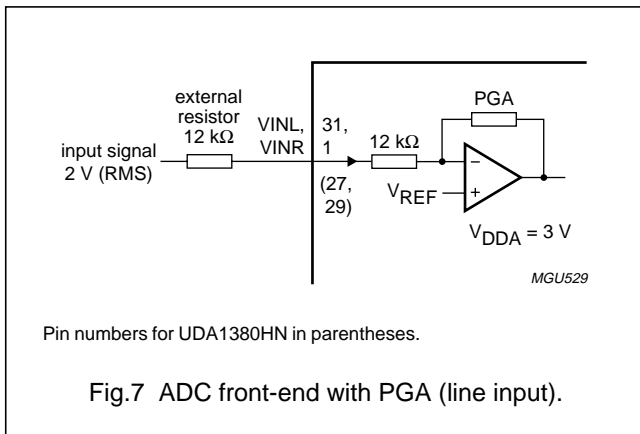 external
resistor
12 kΩ
input signal
2 V (RMS)
VINL,
VINR
31,
1
(27,
29)
12 kΩ
PGA
−
+
VREF
VDDA = 3 V
MGU529
Pin numbers for UDA1380HN in parentheses.
Fig.7 ADC front-end with PGA (line input).